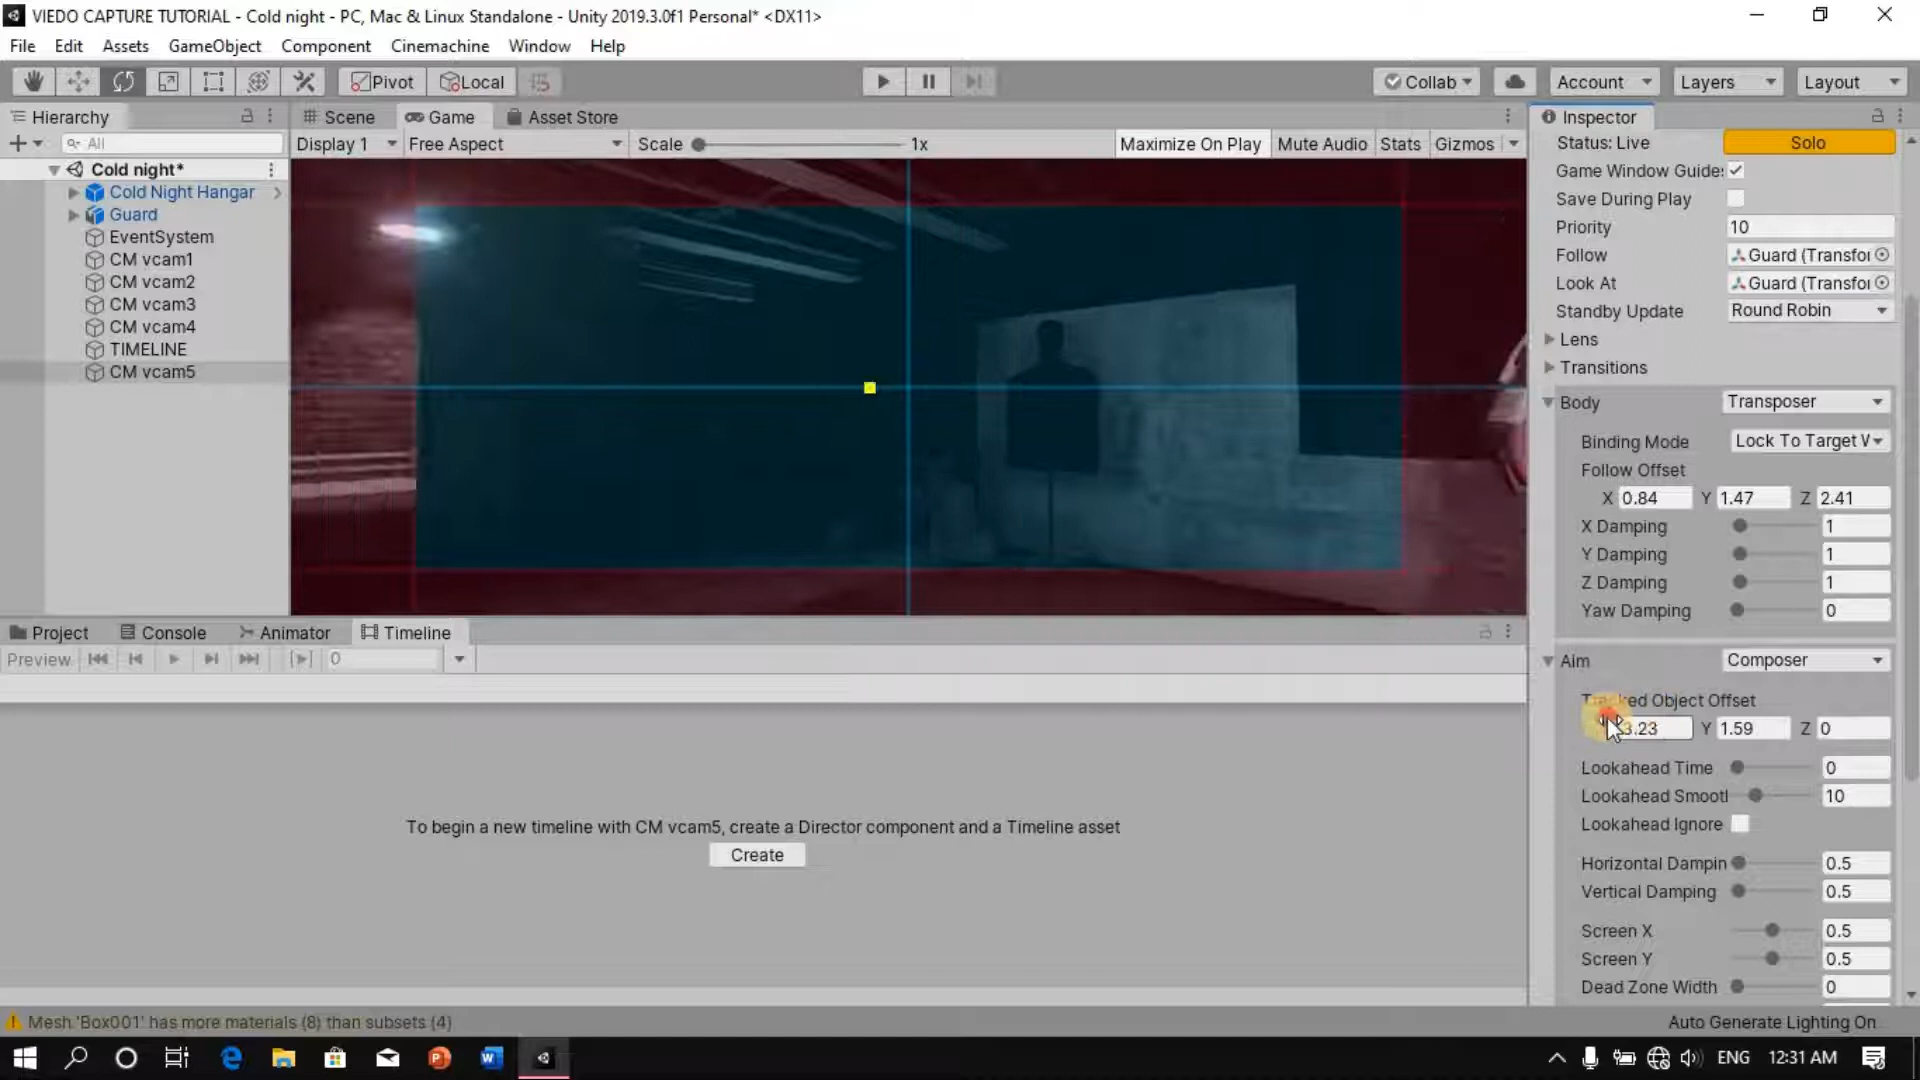 VIEDO CAPTURE TUTORIAL - Cold night - PC, Mac & Linux Standalone - Unity 2019.3.0f1 Personal* <DX11>
File Edit Assets GameObject Component Cinemachine Window Help
Pivot Local Collab Account Layers Layout
Hierarchy
All
Cold night*
Cold Night Hangar
Guard
EventSystem
CM vcam1
CM vcam2
CM vcam3
CM vcam4
TIMELINE
CM vcam5
Scene Game Asset Store
Display 1 Free Aspect Scale 1x Maximize On Play Mute Audio Stats Gizmos
Project Console Animator Timeline
Preview 0
To begin a new timeline with CM vcam5, create a Director component and a Timeline asset
Create
Inspector
Status: Live Solo
Game Window Guide
Save During Play
Priority 10
Follow Guard (Transfo
Look At Guard (Transfo
Standby Update Round Robin
Lens
Transitions
Body Transposer
Binding Mode Lock To Target
Follow Offset
X 0.84 Y 1.47 Z 2.41
X Damping 1
Y Damping 1
Z Damping 1
Yaw Damping 0
Aim Composer
Tracked Object Offset
3.23 Y 1.59 Z 0
Lookahead Time 0
Lookahead Smoot 10
Lookahead Ignore
Horizontal Dampin 0.5
Vertical Damping 0.5
Screen X 0.5
Screen Y 0.5
Dead Zone Width 0
Mesh 'Box001' has more materials (8) than subsets (4)
Auto Generate Lighting On
ENG 12:31 AM